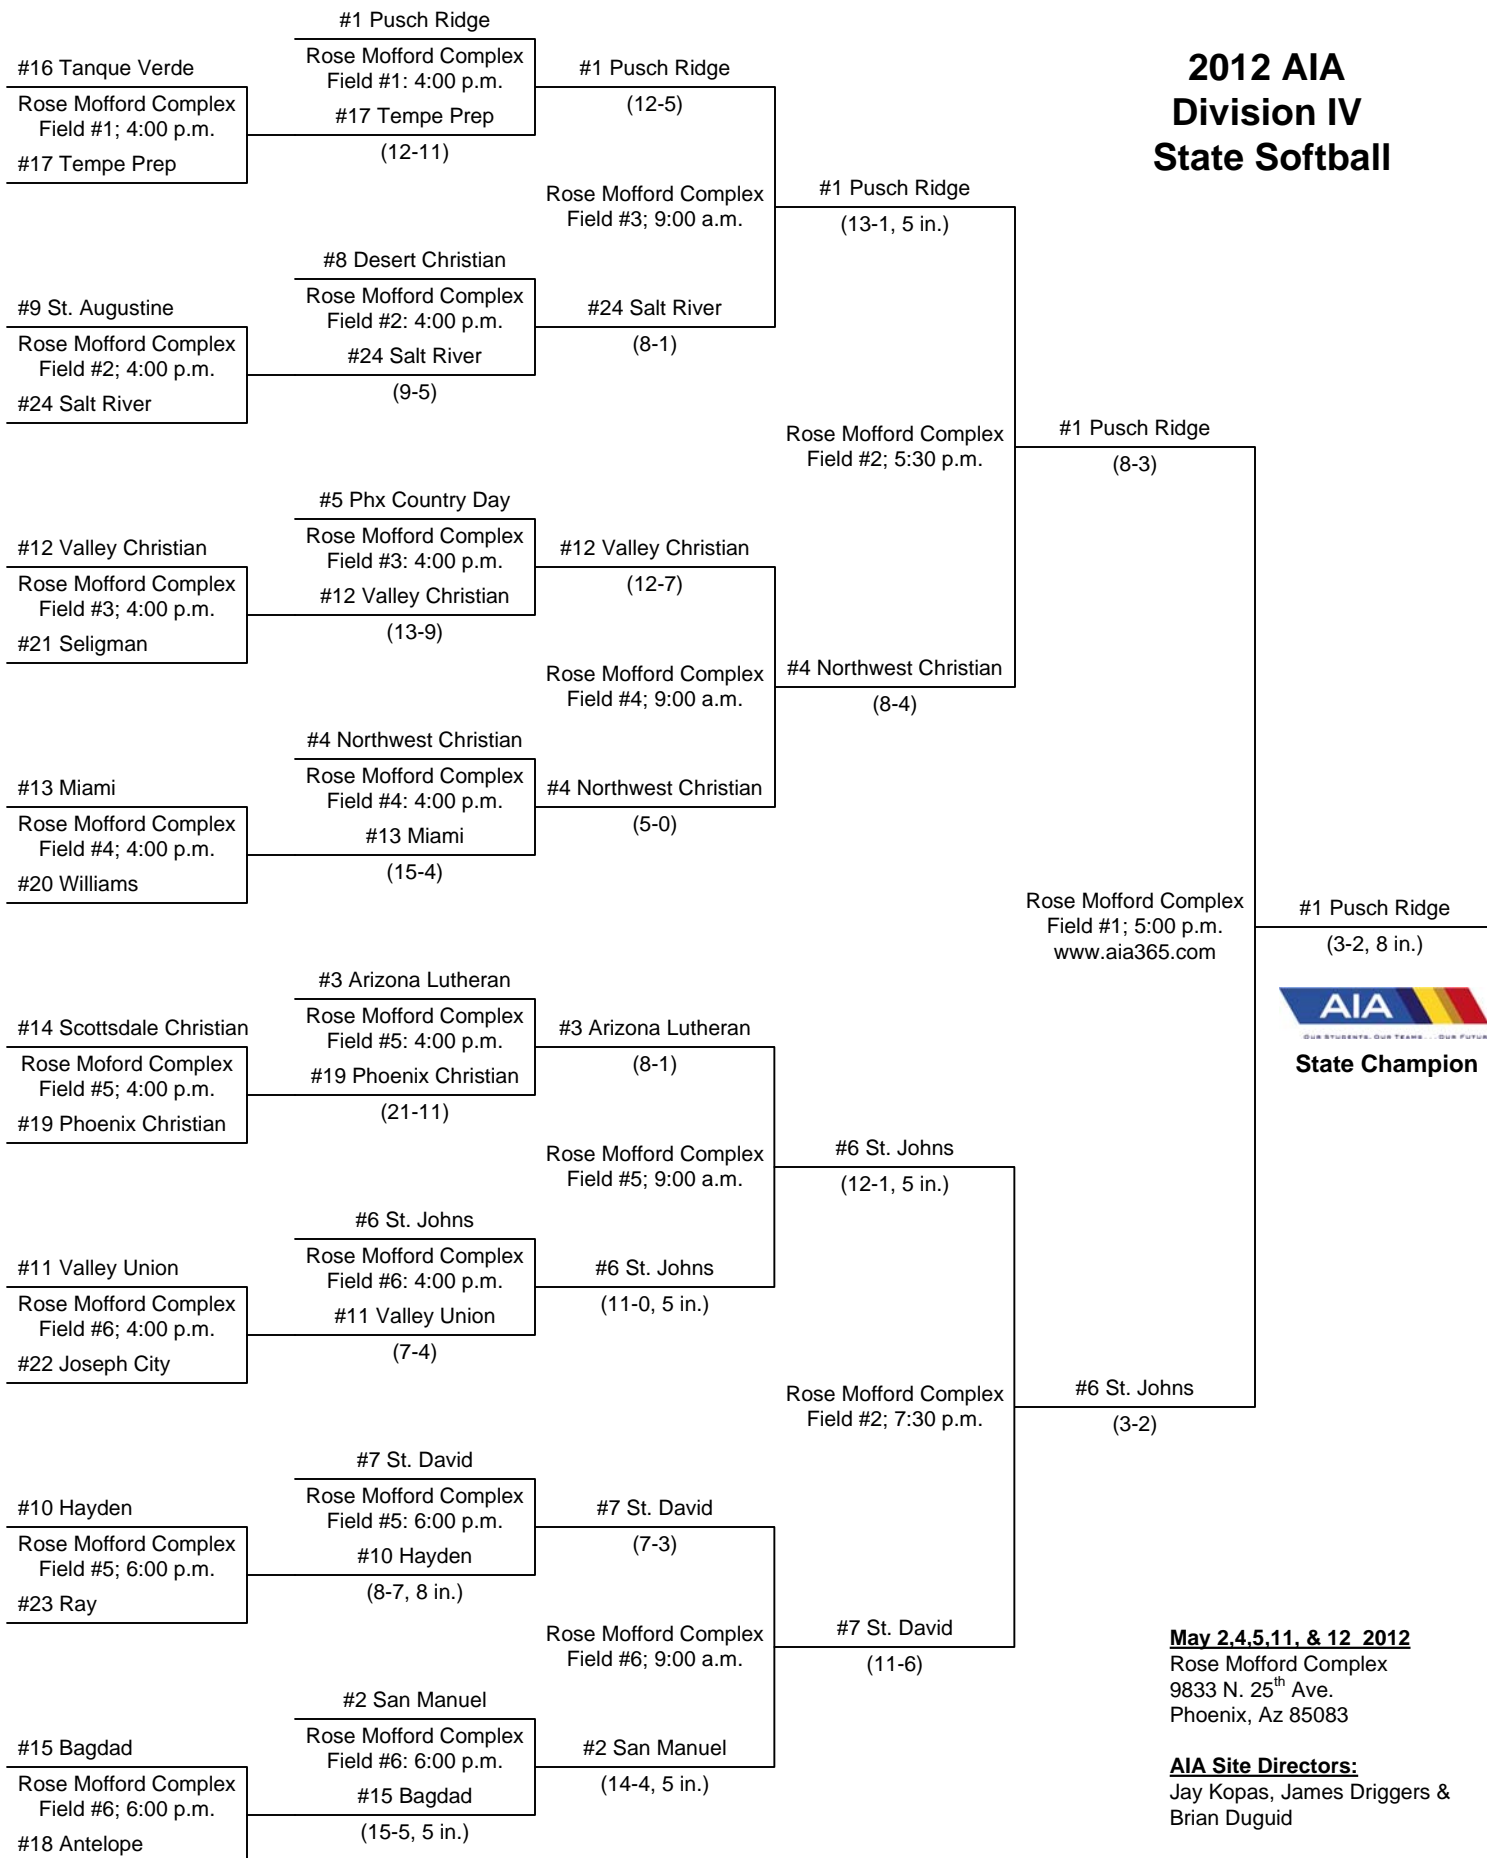 2012 AIA
Division IV
State Softball
#16 Tanque Verde
Rose Mofford Complex
Field #1; 4:00 p.m.
#17 Tempe Prep
#9 St. Augustine
Rose Mofford Complex
Field #2; 4:00 p.m.
#24 Salt River
#12 Valley Christian
Rose Mofford Complex
Field #3; 4:00 p.m.
#21 Seligman
#13 Miami
Rose Mofford Complex
Field #4; 4:00 p.m.
#20 Williams
#14 Scottsdale Christian
Rose Moford Complex
Field #5; 4:00 p.m.
#19 Phoenix Christian
#11 Valley Union
Rose Mofford Complex
Field #6; 4:00 p.m.
#22 Joseph City
#10 Hayden
Rose Mofford Complex
Field #5; 6:00 p.m.
#23 Ray
#15 Bagdad
Rose Mofford Complex
Field #6; 6:00 p.m.
#18 Antelope
#1 Pusch Ridge
Rose Mofford Complex
Field #1: 4:00 p.m.
#17 Tempe Prep
(12-11)
#8 Desert Christian
Rose Mofford Complex
Field #2: 4:00 p.m.
#24 Salt River
(9-5)
#5 Phx Country Day
Rose Mofford Complex
Field #3: 4:00 p.m.
#12 Valley Christian
(13-9)
#4 Northwest Christian
Rose Mofford Complex
Field #4: 4:00 p.m.
#13 Miami
(15-4)
#3 Arizona Lutheran
Rose Mofford Complex
Field #5: 4:00 p.m.
#19 Phoenix Christian
(21-11)
#6 St. Johns
Rose Mofford Complex
Field #6: 4:00 p.m.
#11 Valley Union
(7-4)
#7 St. David
Rose Mofford Complex
Field #5: 6:00 p.m.
#10 Hayden
(8-7, 8 in.)
#2 San Manuel
Rose Mofford Complex
Field #6: 6:00 p.m.
#15 Bagdad
(15-5, 5 in.)
#1 Pusch Ridge
(12-5)
Rose Mofford Complex
Field #3; 9:00 a.m.
#24 Salt River
(8-1)
#12 Valley Christian
(12-7)
Rose Mofford Complex
Field #4; 9:00 a.m.
#4 Northwest Christian
(5-0)
#3 Arizona Lutheran
(8-1)
Rose Mofford Complex
Field #5; 9:00 a.m.
#6 St. Johns
(11-0, 5 in.)
#7 St. David
(7-3)
Rose Mofford Complex
Field #6; 9:00 a.m.
#2 San Manuel
(14-4, 5 in.)
#1 Pusch Ridge
(13-1, 5 in.)
Rose Mofford Complex
Field #2; 5:30 p.m.
#4 Northwest Christian
(8-4)
#6 St. Johns
(12-1, 5 in.)
Rose Mofford Complex
Field #2; 7:30 p.m.
#7 St. David
(11-6)
#1 Pusch Ridge
(8-3)
Rose Mofford Complex
Field #1; 5:00 p.m.
www.aia365.com
#6 St. Johns
(3-2)
#1 Pusch Ridge
(3-2, 8 in.)
AIA
Our Students, Our Teams . . . Our Futur
State Champion
May 2,4,5,11, & 12 2012
Rose Mofford Complex
9833 N. 25th Ave.
Phoenix, Az 85083
AIA Site Directors:
Jay Kopas, James Driggers &
Brian Duguid